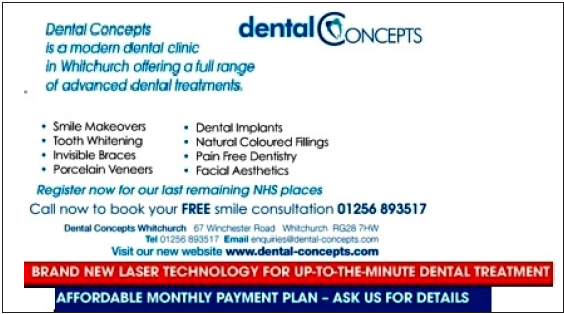 Dental Concepts
is a modern dental clinic
in Whitchurch offering a full range
of advanced dental treatments.
dental CONCEPTS
• Smile Makeovers
• Tooth Whitening
• Invisible Braces
• Porcelain Veneers
• Dental Implants
• Natural Coloured Fillings
• Pain Free Dentistry
• Facial Aesthetics
Register now for our last remaining NHS places
Call now to book your FREE smile consultation 01256 893517
Dental Concepts Whitchurch 67 Winchester Road Whitchurch RG28 7HW
Tel 01256 893517 Email enquiries@dental-concepts.com
Visit our new website www.dental-concepts.com
BRAND NEW LASER TECHNOLOGY FOR UP-TO-THE-MINUTE DENTAL TREATMENT
AFFORDABLE MONTHLY PAYMENT PLAN – ASK US FOR DETAILS